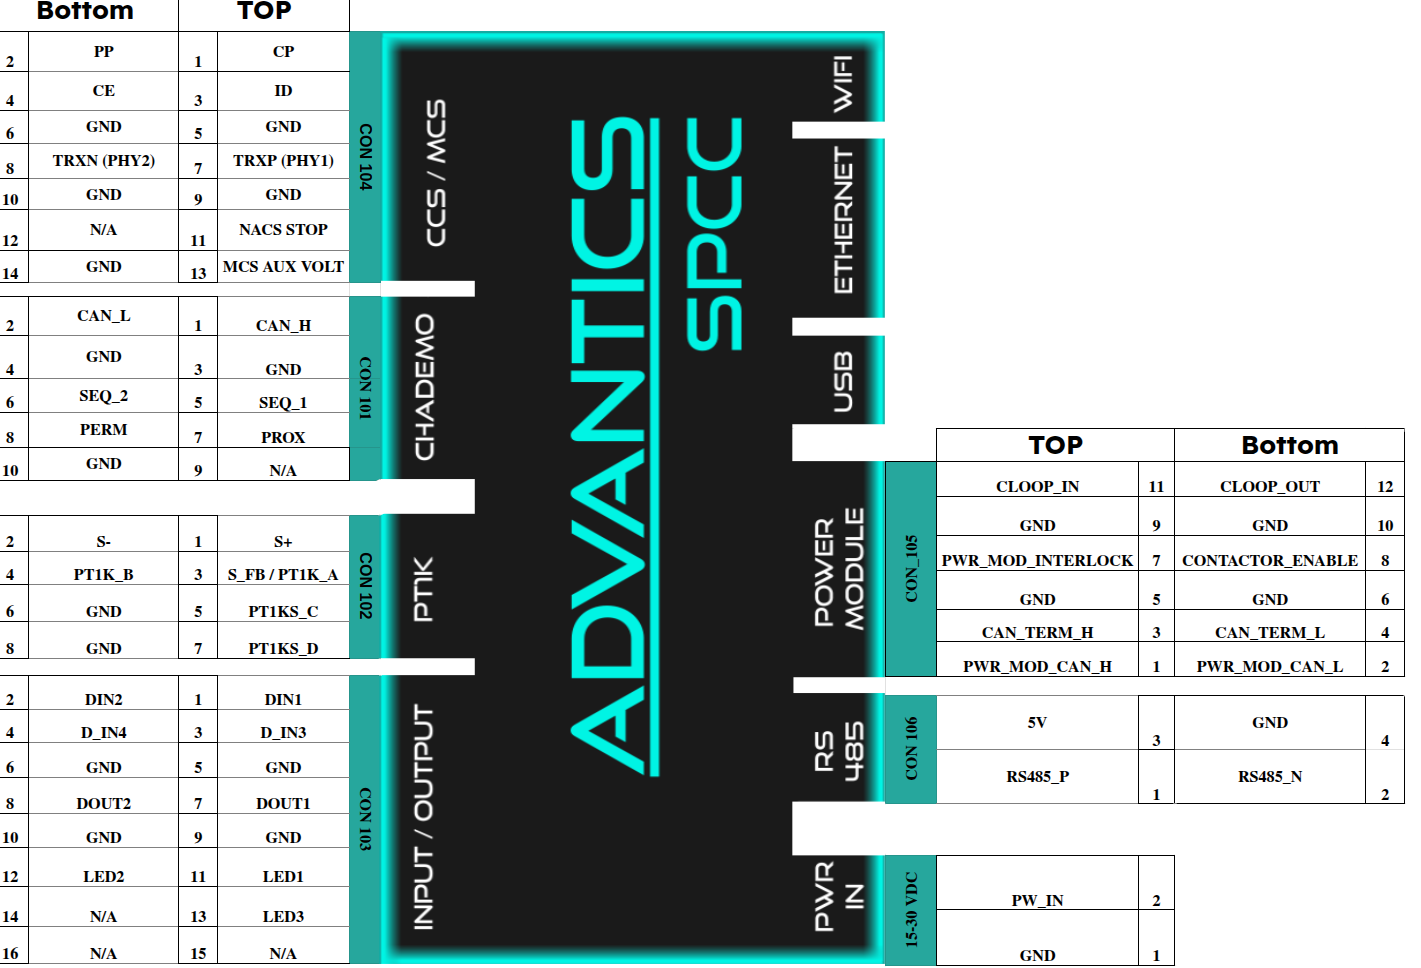 Bottom TOP
2 PP 1 CP
4 CE 3 ID
6 GND 5 GND
8 TRXN (PHY2) 7 TRXP (PHY1)
10 GND 9 GND
12 N/A 11 NACS STOP
14 GND 13 MCS AUX VOLT
CON 104
CCS / MCS
2 CAN_L 1 CAN_H
4 GND 3 GND
6 SEQ_2 5 SEQ_1
8 PERM 7 PROX
10 GND 9 N/A
CON 101
CHADEMO
2 S- 1 S+
4 PT1K_B 3 S_FB / PT1K_A
6 GND 5 PT1KS_C
8 GND 7 PT1KS_D
CON 102
PT1K
2 DIN2 1 DIN1
4 D_IN4 3 D_IN3
6 GND 5 GND
8 DOUT2 7 DOUT1
10 GND 9 GND
12 LED2 11 LED1
14 N/A 13 LED3
16 N/A 15 N/A
CON 103
INPUT / OUTPUT
ADVANTICS
SPCC
WIFI
ETHERNET
USB
POWER
MODULE
CON_105
TOP Bottom
CLOOP_IN 11 CLOOP_OUT 12
GND 9 GND 10
PWR_MOD_INTERLOCK 7 CONTACTOR_ENABLE 8
GND 5 GND 6
CAN_TERM_H 3 CAN_TERM_L 4
PWR_MOD_CAN_H 1 PWR_MOD_CAN_L 2
RS
485
CON 106
5V 3 GND 4
RS485_P 1 RS485_N 2
PWR
IN
15-30 VDC
PW_IN 2
GND 1